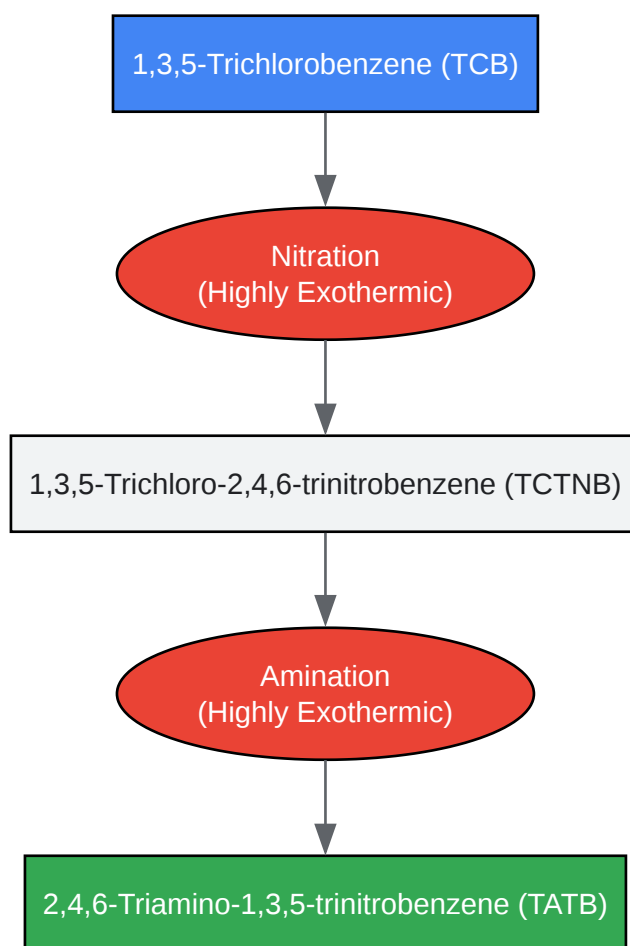 1,3,5-Trichlorobenzene (TCB)
Nitration
(Highly Exothermic)
1,3,5-Trichloro-2,4,6-trinitrobenzene (TCTNB)
Amination
(Highly Exothermic)
2,4,6-Triamino-1,3,5-trinitrobenzene (TATB)